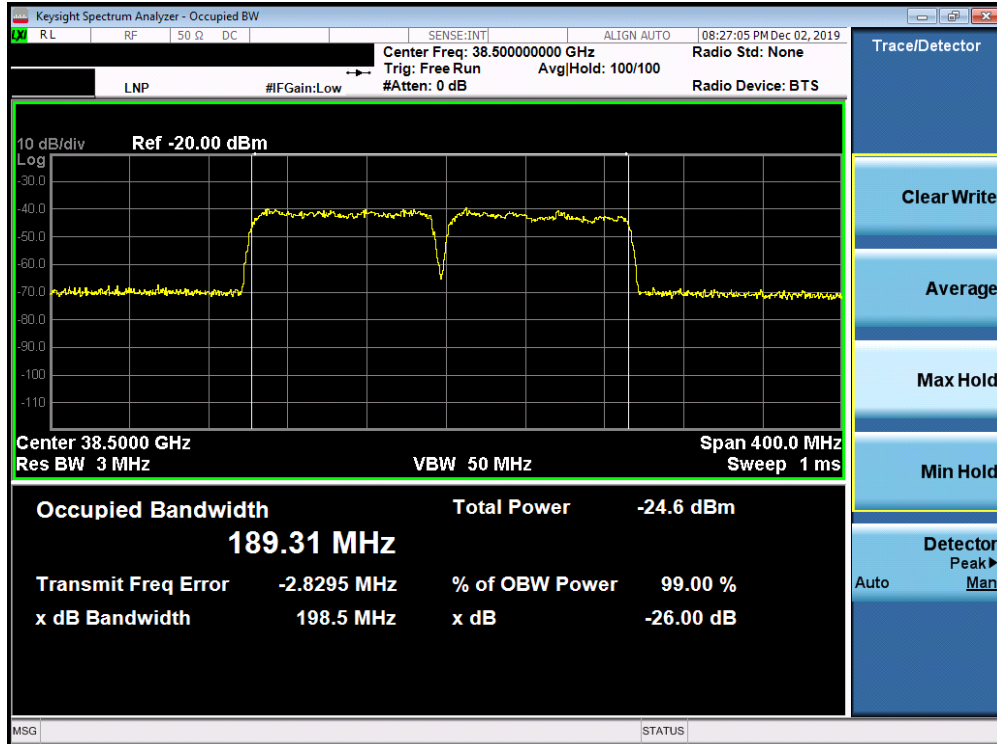 Keysight Spectrum Analyzer - Occupied BW
LXI RL RF 50 Ω DC SENSE:INT ALIGN AUTO 08:27:05 PM Dec 02, 2019
Center Freq: 38.500000000 GHz Radio Std: None
Trig: Free Run Avg|Hold: 100/100
LNP #IFGain:Low #Atten: 0 dB Radio Device: BTS
Trace/Detector
10 dB/div Ref -20.00 dBm
Log
-30.0
-40.0
-50.0
-60.0
-70.0
-80.0
-90.0
-100
-110
Center 38.5000 GHz Span 400.0 MHz
Res BW 3 MHz VBW 50 MHz Sweep 1 ms
Occupied Bandwidth Total Power -24.6 dBm
189.31 MHz
Transmit Freq Error -2.8295 MHz % of OBW Power 99.00 %
x dB Bandwidth 198.5 MHz x dB -26.00 dB
Clear Write
Average
Max Hold
Min Hold
Detector
Peak
Auto Man
MSG STATUS